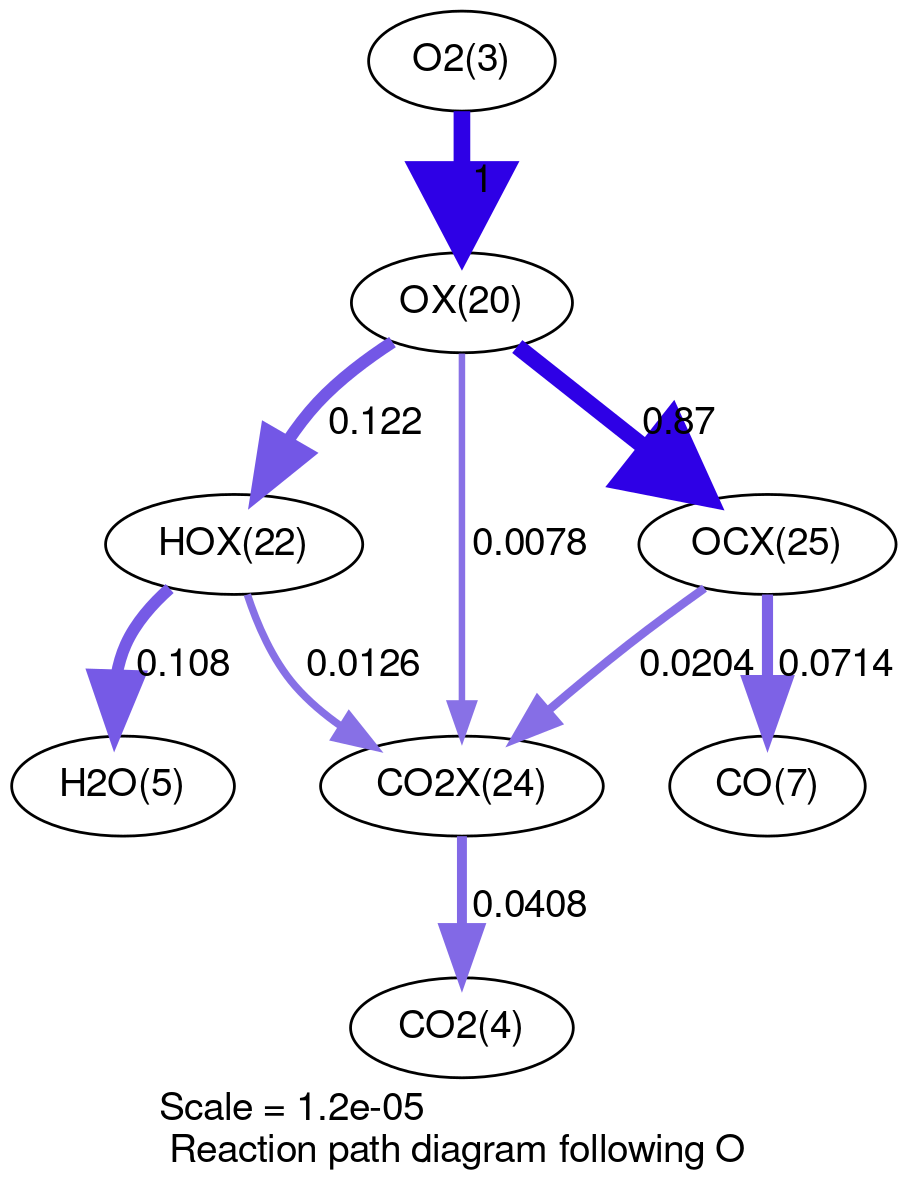 O2(3)
1
OX(20)
0.122
0.87
HOX(22)
0.0078
OCX(25)
0.108
0.0126
0.0204
0.0714
H2O(5)
CO2X(24)
CO(7)
0.0408
CO2(4)
Scale = 1.2e-05
Reaction path diagram following O